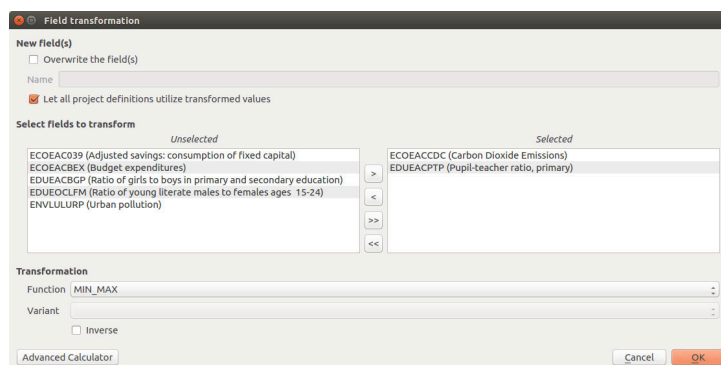 Field transformation
New field(s)
Overwrite the field(s)
Name
Let all project definitions utilize transformed values
Select fields to transform
Unselected
Selected
ECOEAC039 (Adjusted savings: consumption of fixed capital)
ECOEACBEX (Budget expenditures)
EDUEACBGP (Ratio of girls to boys in primary and secondary education)
EDUEOCLFM (Ratio of young literate males to females ages 15-24)
ENVLULURP (Urban pollution)
>
<
>>
<<
ECOEACCDC (Carbon Dioxide Emissions)
EDUEACPTP (Pupil-teacher ratio, primary)
Transformation
Function MIN_MAX
Variant
Inverse
Advanced Calculator
Cancel
OK